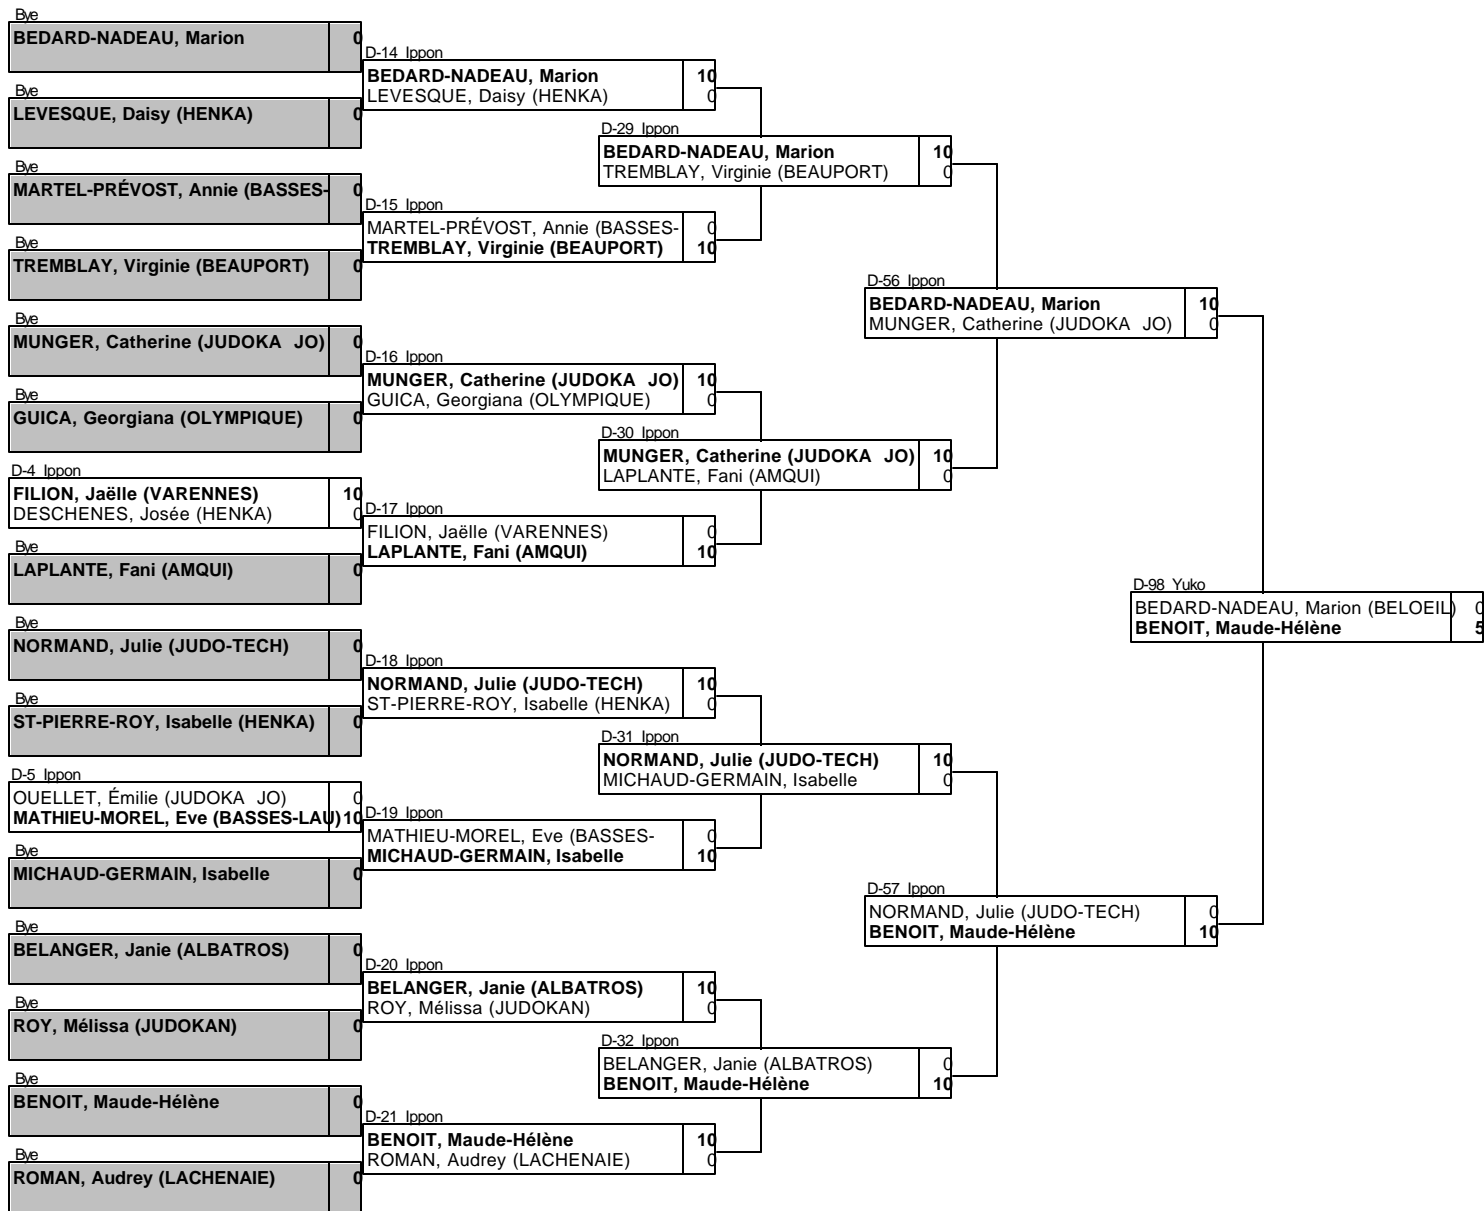 Bye
BEDARD-NADEAU, Marion 0
Bye
LEVESQUE, Daisy (HENKA) 0
Bye
MARTEL-PRÉVOST, Annie (BASSES- 0
Bye
TREMBLAY, Virginie (BEAUPORT) 0
Bye
MUNGER, Catherine (JUDOKA JO) 0
Bye
GUICA, Georgiana (OLYMPIQUE) 0
D-4 Ippon
FILION, Jaëlle (VARENNES) 10
DESCHENES, Josée (HENKA) 0
Bye
LAPLANTE, Fani (AMQUI) 0
Bye
NORMAND, Julie (JUDO-TECH) 0
Bye
ST-PIERRE-ROY, Isabelle (HENKA) 0
D-5 Ippon
OUELLET, Émilie (JUDOKA JO) 0
MATHIEU-MOREL, Eve (BASSES-LAU) 10
Bye
MICHAUD-GERMAIN, Isabelle 0
Bye
BELANGER, Janie (ALBATROS) 0
Bye
ROY, Mélissa (JUDOKAN) 0
Bye
BENOIT, Maude-Hélène 0
Bye
ROMAN, Audrey (LACHENAIE) 0
D-14 Ippon
BEDARD-NADEAU, Marion 10
LEVESQUE, Daisy (HENKA) 0
D-15 Ippon
MARTEL-PRÉVOST, Annie (BASSES- 0
TREMBLAY, Virginie (BEAUPORT) 10
D-16 Ippon
MUNGER, Catherine (JUDOKA JO) 10
GUICA, Georgiana (OLYMPIQUE) 0
D-17 Ippon
FILION, Jaëlle (VARENNES) 0
LAPLANTE, Fani (AMQUI) 10
D-18 Ippon
NORMAND, Julie (JUDO-TECH) 10
ST-PIERRE-ROY, Isabelle (HENKA) 0
D-19 Ippon
MATHIEU-MOREL, Eve (BASSES- 0
MICHAUD-GERMAIN, Isabelle 10
D-20 Ippon
BELANGER, Janie (ALBATROS) 10
ROY, Mélissa (JUDOKAN) 0
D-21 Ippon
BENOIT, Maude-Hélène 10
ROMAN, Audrey (LACHENAIE) 0
D-29 Ippon
BEDARD-NADEAU, Marion 10
TREMBLAY, Virginie (BEAUPORT) 0
D-30 Ippon
MUNGER, Catherine (JUDOKA JO) 10
LAPLANTE, Fani (AMQUI) 0
D-31 Ippon
NORMAND, Julie (JUDO-TECH) 10
MICHAUD-GERMAIN, Isabelle 0
D-32 Ippon
BELANGER, Janie (ALBATROS) 0
BENOIT, Maude-Hélène 10
D-56 Ippon
BEDARD-NADEAU, Marion 10
MUNGER, Catherine (JUDOKA JO) 0
D-57 Ippon
NORMAND, Julie (JUDO-TECH) 0
BENOIT, Maude-Hélène 10
D-98 Yuko
BEDARD-NADEAU, Marion (BELOEIL) 0
BENOIT, Maude-Hélène 5